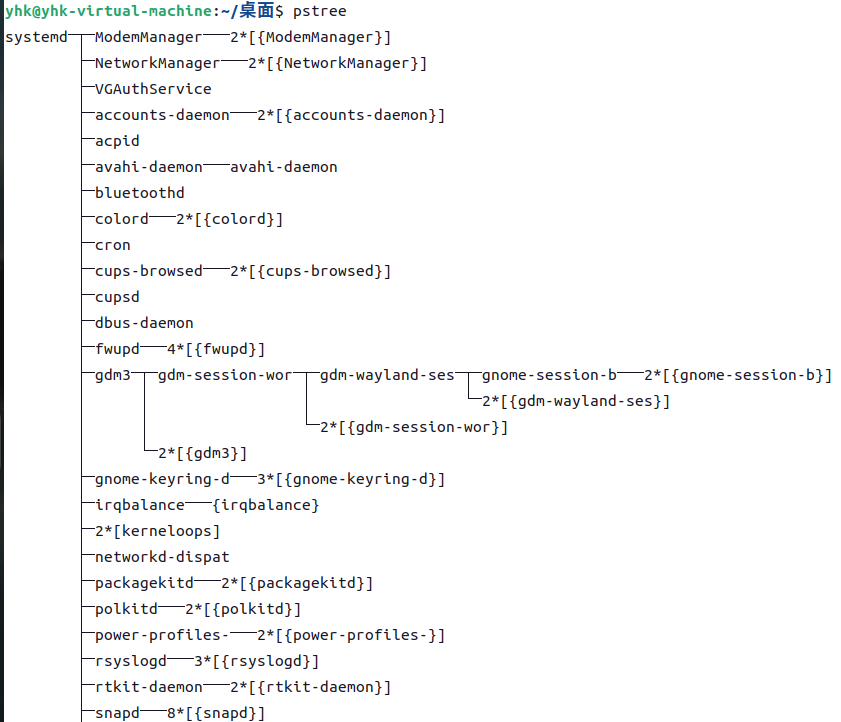 yhk@yhk-virtual-machine:~/桌面$ pstree
systemd─┬─ModemManager───2*[{ModemManager}]
        ├─NetworkManager───2*[{NetworkManager}]
        ├─VGAuthService
        ├─accounts-daemon───2*[{accounts-daemon}]
        ├─acpid
        ├─avahi-daemon───avahi-daemon
        ├─bluetoothd
        ├─colord───2*[{colord}]
        ├─cron
        ├─cups-browsed───2*[{cups-browsed}]
        ├─cupsd
        ├─dbus-daemon
        ├─fwupd───4*[{fwupd}]
        ├─gdm3─┬─gdm-session-wor─┬─gdm-wayland-ses─┬─gnome-session-b───2*[{gnome-session-b}]
        │      │                 │                 └─2*[{gdm-wayland-ses}]
        │      │                 └─2*[{gdm-session-wor}]
        │      └─2*[{gdm3}]
        ├─gnome-keyring-d───3*[{gnome-keyring-d}]
        ├─irqbalance───{irqbalance}
        ├─2*[kerneloops]
        ├─networkd-dispat
        ├─packagekitd───2*[{packagekitd}]
        ├─polkitd───2*[{polkitd}]
        ├─power-profiles-───2*[{power-profiles-}]
        ├─rsyslogd───3*[{rsyslogd}]
        ├─rtkit-daemon───2*[{rtkit-daemon}]
        ├─snapd───8*[{snapd}]